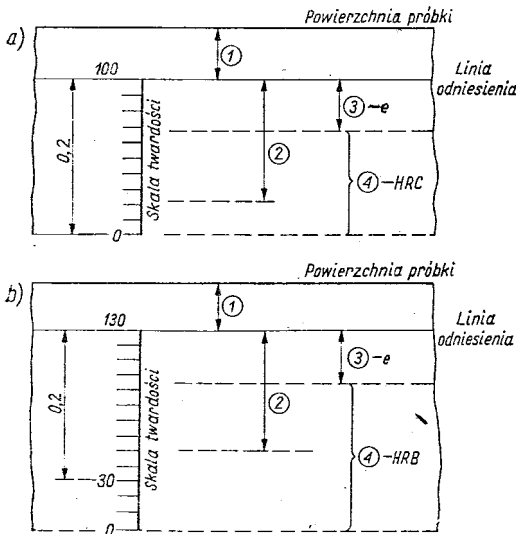 a)
Powierzchnia próbki
①
100
Linia
odniesienia
③-e
0,2
②
Skala twardości
④-HRC
0
b)
Powierzchnia próbki
①
130
Linia
odniesienia
③-e
0,2
②
Skala twardości
④-HRB
30
0